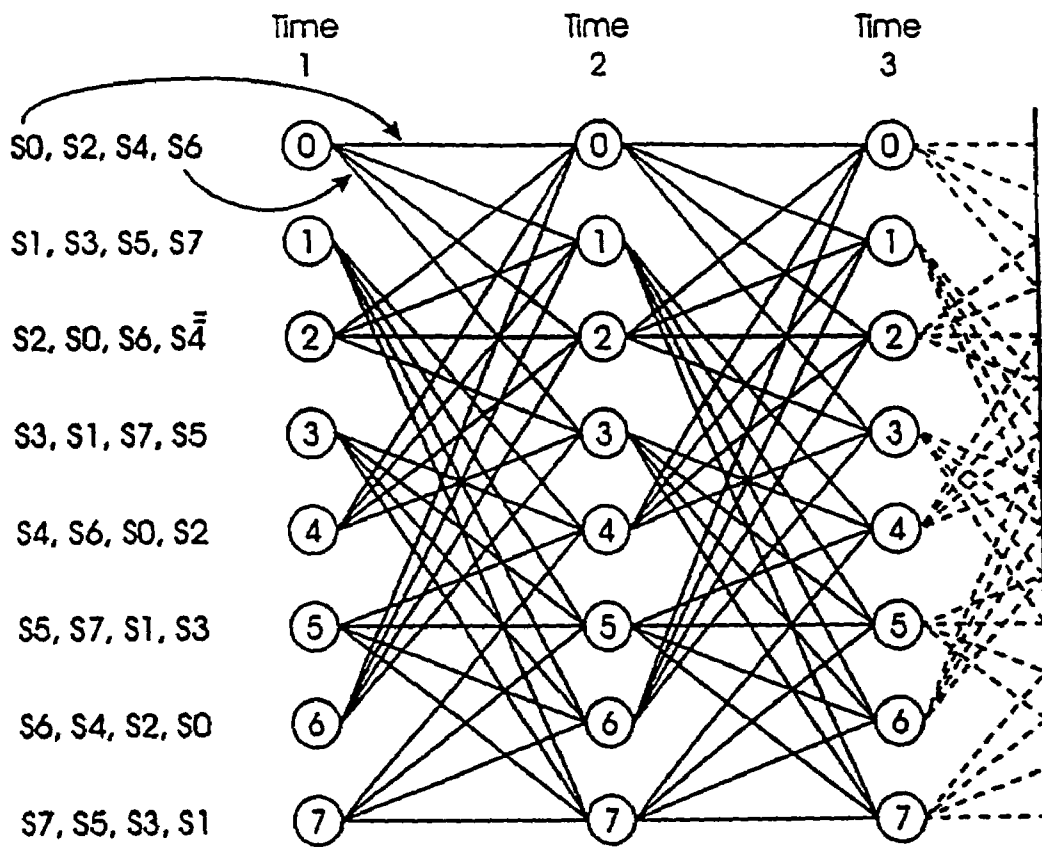 Time Time Time
1 2 3
S0, S2, S4, S6 0 0 0
S1, S3, S5, S7 1 1 1
S2, S0, S6, S4 2 2 2
S3, S1, S7, S5 3 3 3
S4, S6, S0, S2 4 4 4
S5, S7, S1, S3 5 5 5
S6, S4, S2, S0 6 6 6
S7, S5, S3, S1 7 7 7